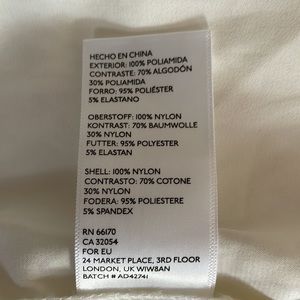 HECHO EN CHINA
EXTERIOR: 100% POLIAMIDA
CONTRASTE: 70% ALGODÓN
30% POLIAMIDA
FORRO: 95% POLIÉSTER
5% ELASTANO
OBERSTOFF: 100% NYLON
KONTRAST: 70% BAUMWOLLE
30% NYLON
FUTTER: 95% POLYESTER
5% ELASTAN
SHELL: 100% NYLON
CONTRASTO: 70% COTONE
30% NYLON
FODERA: 95% POLIESTERE
5% SPANDEX
RN 66170
CA 32054
FOR EU
24 MARKET PLACE, 3RD FLOOR
LONDON, UK W1W8AN
BATCH # AD42741